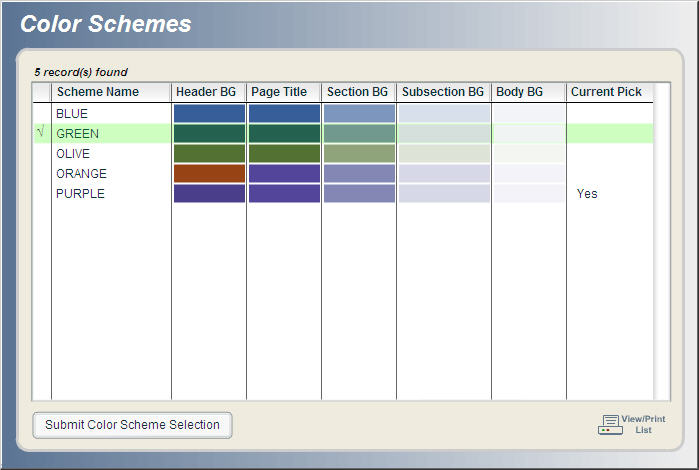 Color Schemes
5 record(s) found
Scheme Name Header BG Page Title Section BG Subsection BG Body BG Current Pick
BLUE
√ GREEN
OLIVE
ORANGE
PURPLE Yes
Submit Color Scheme Selection
View/Print
List